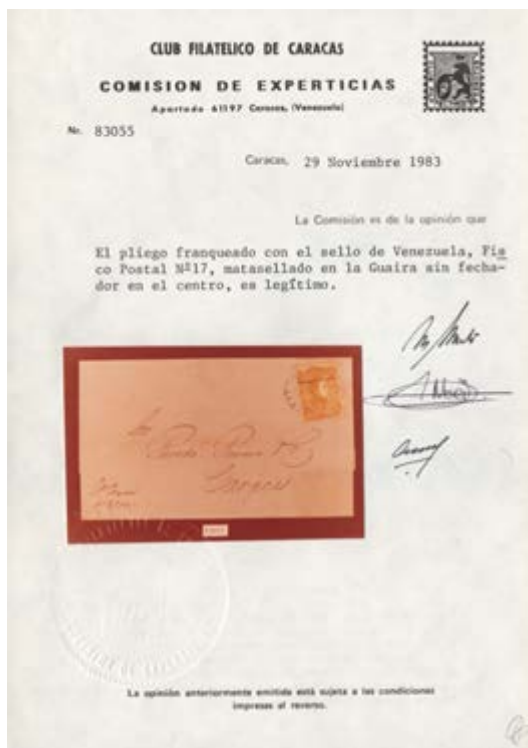 CLUB FILATELICO DE CARACAS
COMISION DE EXPERTICIAS
Apartado 61197 Caracas, (Venezuela)
No. 83055
Caracas, 29 Noviembre 1983
La Comisión es de la opinión que
El pliego franqueado con el sello de Venezuela, Fis
co Postal Nº17, matasellado en la Guaira sin fecha-
dor en el centro, es legítimo.
Caracas
La opinión anteriormente emitida está sujeta a las condiciones
impresas al reverso.